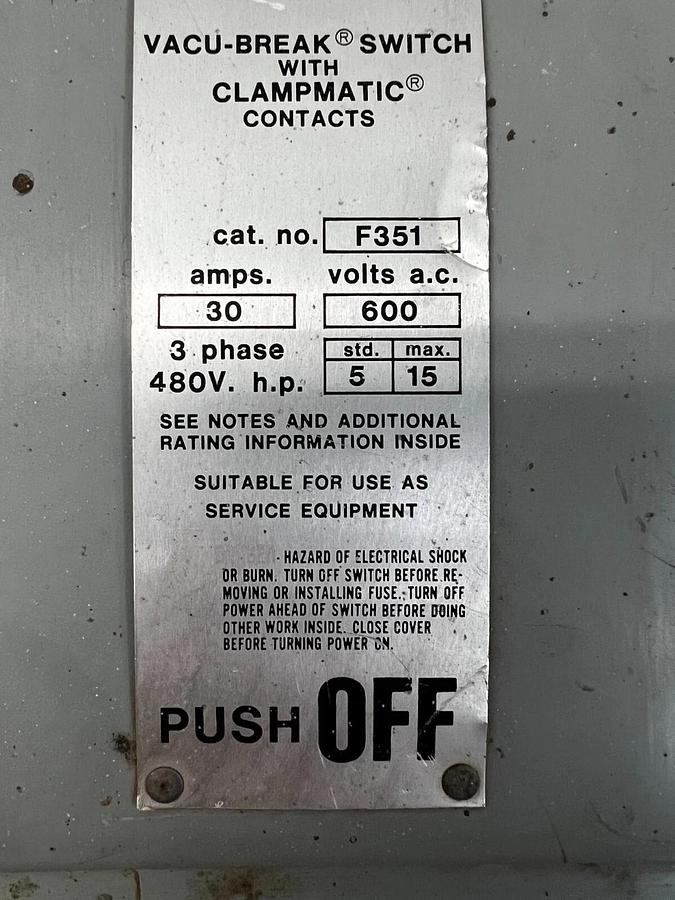 VACU-BREAK® SWITCH
WITH
CLAMPMATIC®
CONTACTS
cat. no. F351
amps. volts a.c.
30 600
3 phase std. max.
480V. h.p. 5 15
SEE NOTES AND ADDITIONAL
RATING INFORMATION INSIDE
SUITABLE FOR USE AS
SERVICE EQUIPMENT
- HAZARD OF ELECTRICAL SHOCK
OR BURN. TURN OFF SWITCH BEFORE RE-
MOVING OR INSTALLING FUSE. TURN OFF
POWER AHEAD OF SWITCH BEFORE DOING
OTHER WORK INSIDE. CLOSE COVER
BEFORE TURNING POWER ON.
PUSH OFF